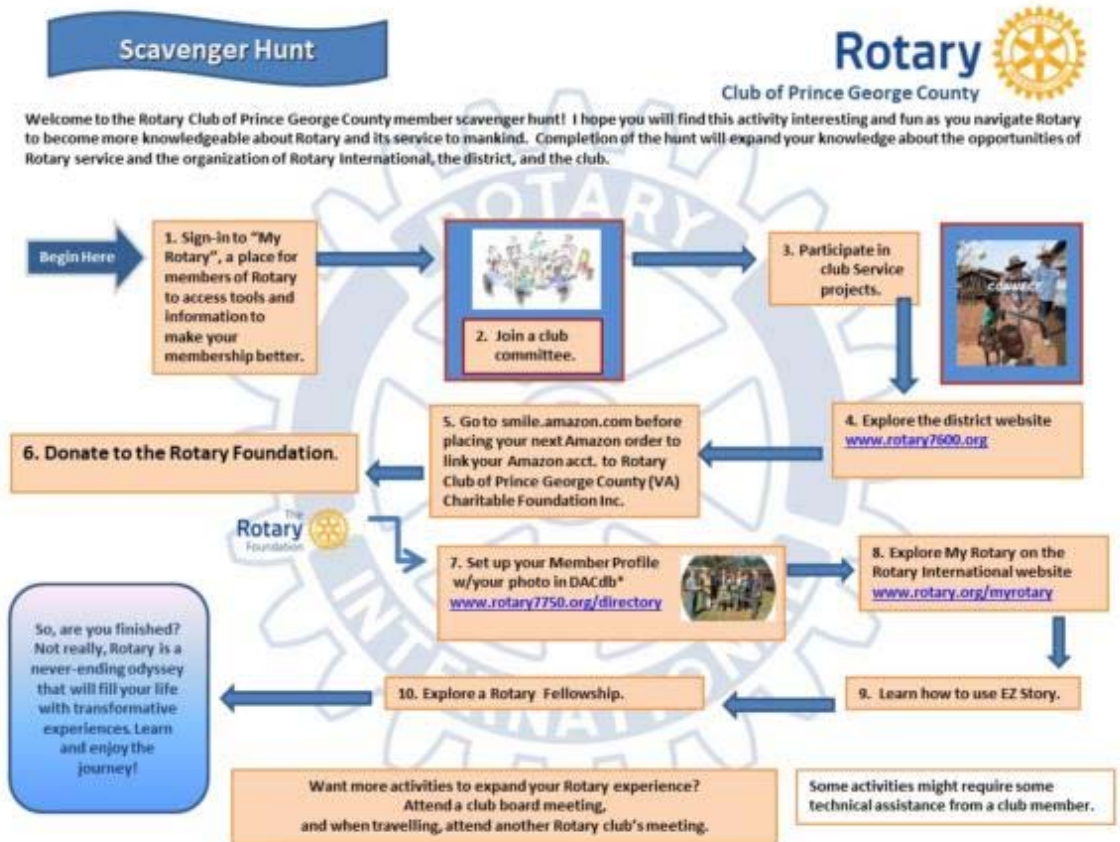 Scavenger Hunt
Rotary
Club of Prince George County
Welcome to the Rotary Club of Prince George County member scavenger hunt! I hope you will find this activity interesting and fun as you navigate Rotary
to become more knowledgeable about Rotary and its service to mankind. Completion of the hunt will expand your knowledge about the opportunities of
Rotary service and the organization of Rotary International, the district, and the club.
Begin Here
1. Sign-in to “My
Rotary”, a place for
members of Rotary
to access tools and
information to
make your
membership better.
2. Join a club
committee.
3. Participate in
club Service
projects.
CONNECT
4. Explore the district website
www.rotary7600.org
5. Go to smile.amazon.com before
placing your next Amazon order to
link your Amazon acct. to Rotary
Club of Prince George County (VA)
Charitable Foundation Inc.
6. Donate to the Rotary Foundation.
The
Rotary
Foundation
7. Set up your Member Profile
w/your photo in DACdb*
www.rotary7750.org/directory
8. Explore My Rotary on the
Rotary International website
www.rotary.org/myrotary
9. Learn how to use EZ Story.
10. Explore a Rotary Fellowship.
So, are you finished?
Not really, Rotary is a
never-ending odyssey
that will fill your life
with transformative
experiences. Learn
and enjoy the
journey!
Want more activities to expand your Rotary experience?
Attend a club board meeting,
and when travelling, attend another Rotary club’s meeting.
Some activities might require some
technical assistance from a club member.
ROTARY
INTERNATIONAL